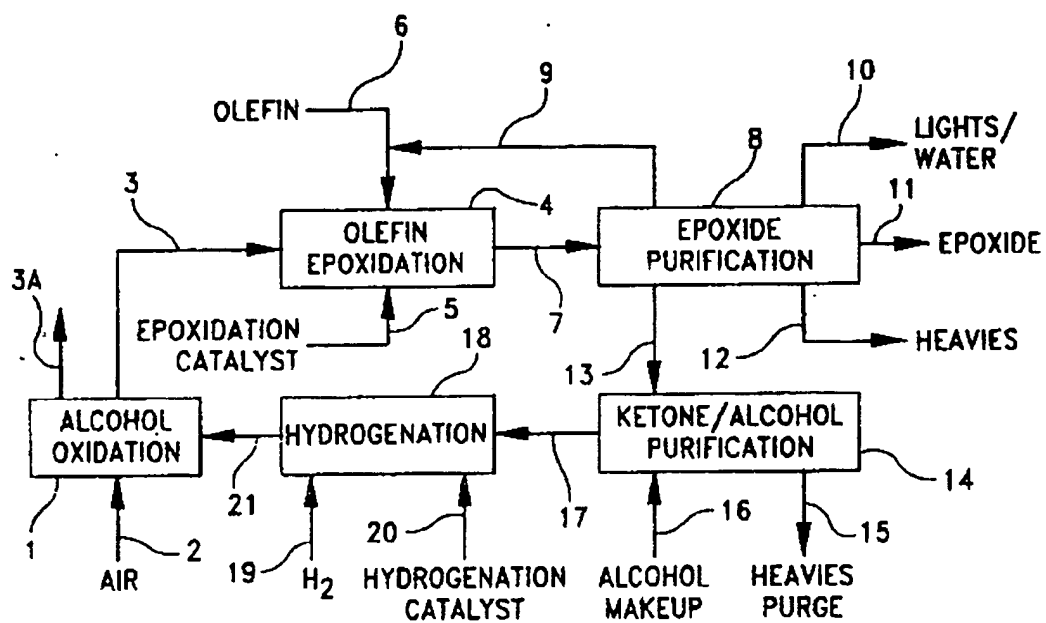 6
OLEFIN
9
10
LIGHTS/
WATER
8
3
4
11
OLEFIN
EPOXIDATION
EPOXIDE
PURIFICATION
EPOXIDE
3A
5
7
EPOXIDATION
CATALYST
18
13
12
HEAVIES
ALCOHOL
OXIDATION
HYDROGENATION
KETONE/ALCOHOL
PURIFICATION
21
17
14
1
2
19
20
16
15
AIR
H2
HYDROGENATION
CATALYST
ALCOHOL
MAKEUP
HEAVIES
PURGE